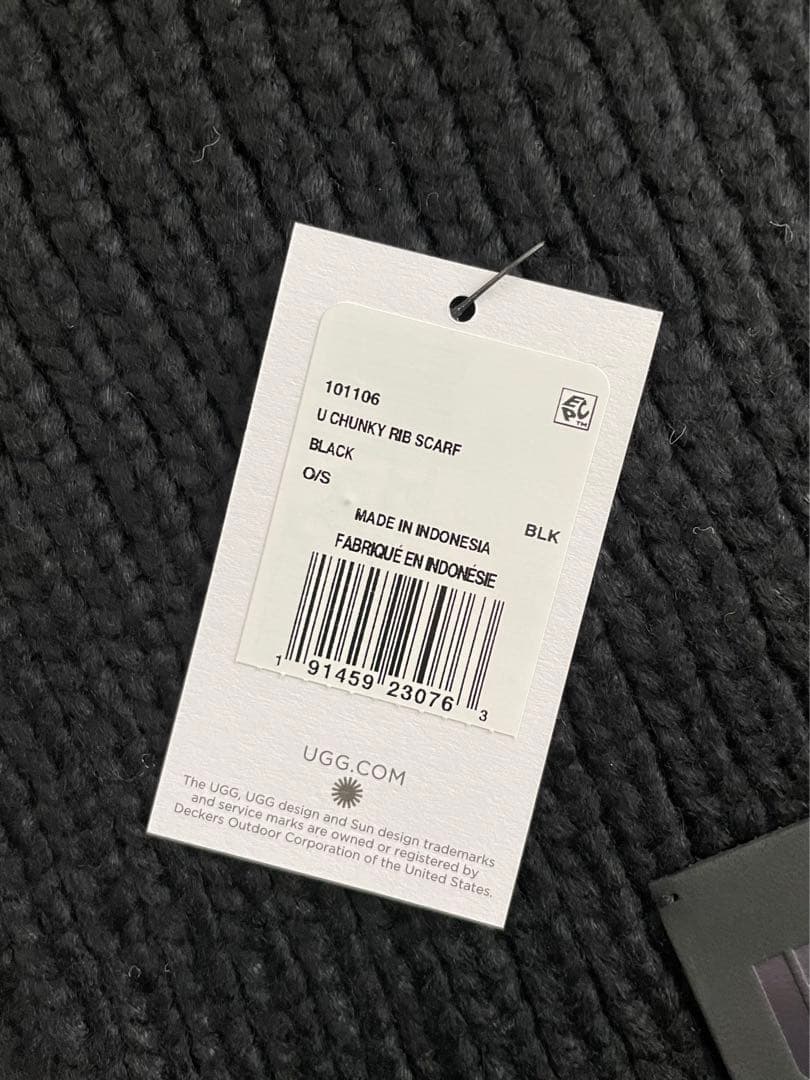 101106
U CHUNKY RIB SCARF
BLACK
O/S
EPC™
BLK
MADE IN INDONESIA
FABRIQUÉ EN INDONÉSIE
1 91459 23076 3
UGG.COM
The UGG, UGG design and Sun design trademarks
and service marks are owned or registered by
Deckers Outdoor Corporation of the United States.